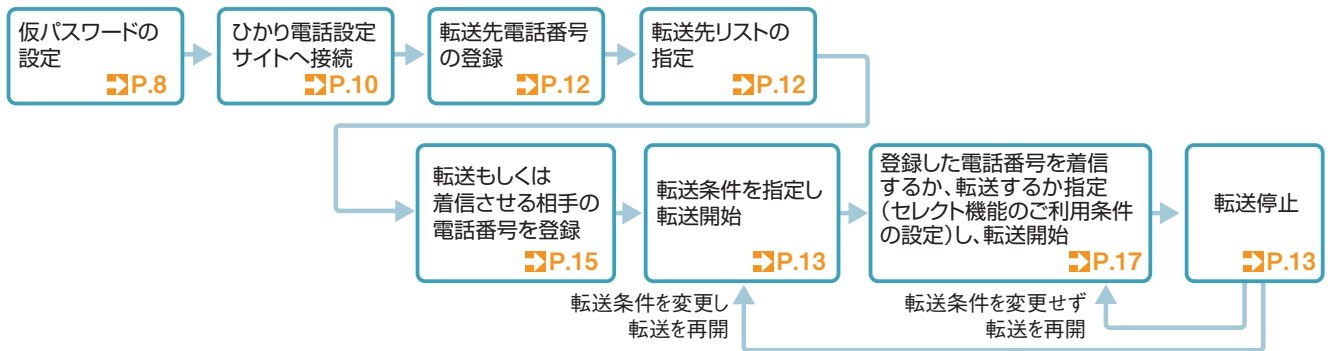 仮パスワードの
設定
P.8
ひかり電話設定
サイトへ接続
P.10
転送先電話番号
の登録
P.12
転送先リストの
指定
P.12
転送もしくは
着信させる相手の
電話番号を登録
P.15
転送条件を指定し
転送開始
P.13
登録した電話番号を着信
するか、転送するか指定
(セレクト機能のご利用条件
の設定)し、転送開始
P.17
転送停止
P.13
転送条件を変更し
転送を再開
転送条件を変更せず
転送を再開